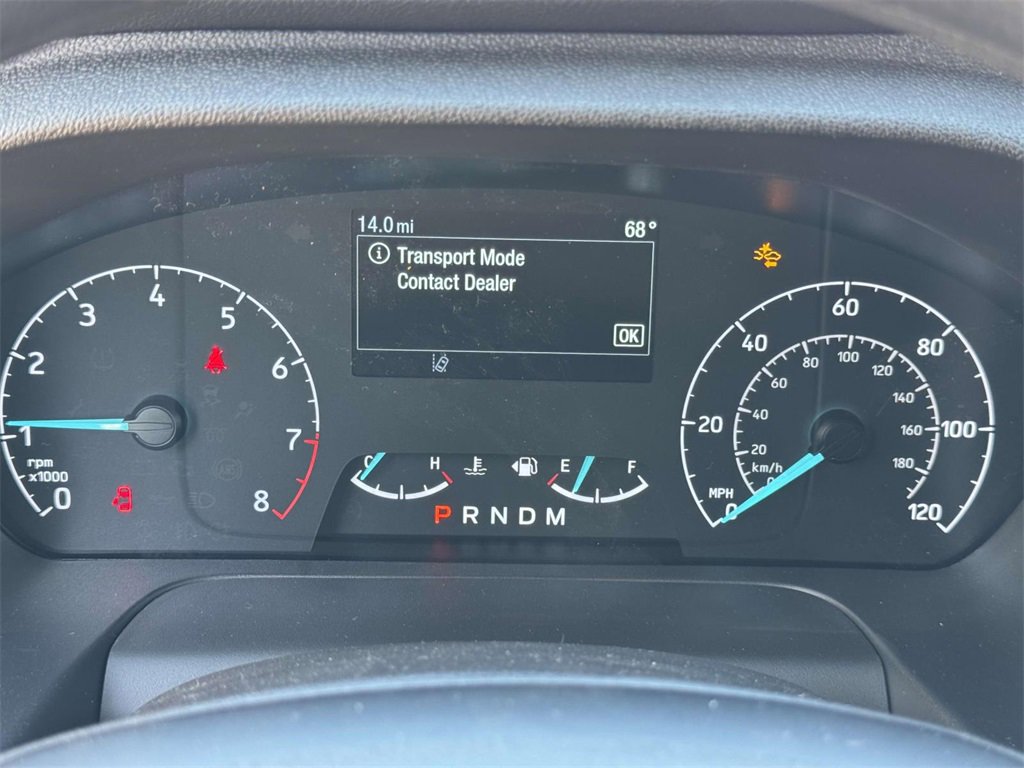 14.0 mi 68°
Transport Mode
Contact Dealer
OK
0 1 2 3 4 5 6 7 8
rpm
x1000
C H E F
P R N D M
0 20 40 60 80 100 120
MPH
20 40 60 80 100 120 140 160 180
km/h